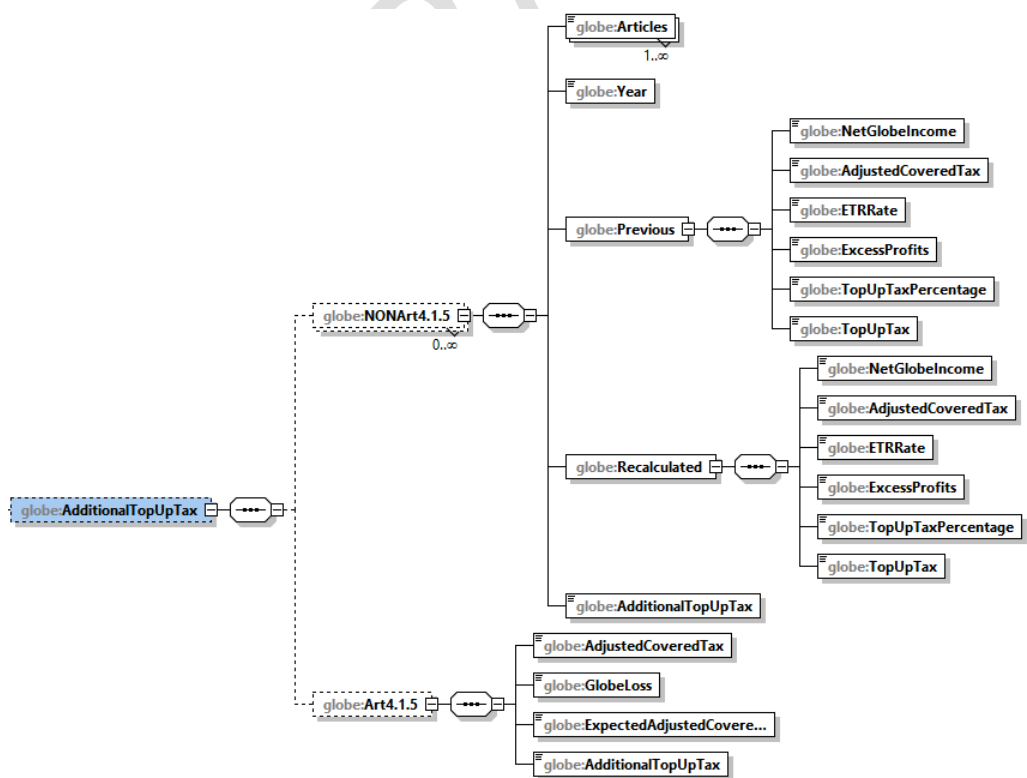 globe:Articles
1..∞
globe:Year
globe:NetGlobeIncome
globe:AdjustedCoveredTax
globe:ETRRate
globe:Previous
globe:ExcessProfits
globe:TopUpTaxPercentage
globe:NONArt4.1.5
0..∞
globe:TopUpTax
globe:NetGlobeIncome
globe:AdjustedCoveredTax
globe:ETRRate
globe:Recalculated
globe:ExcessProfits
globe:AdditionalTopUpTax
globe:TopUpTaxPercentage
globe:TopUpTax
globe:AdditionalTopUpTax
globe:AdjustedCoveredTax
globe:GlobeLoss
globe:Art4.1.5
globe:ExpectedAdjustedCovere...
globe:AdditionalTopUpTax